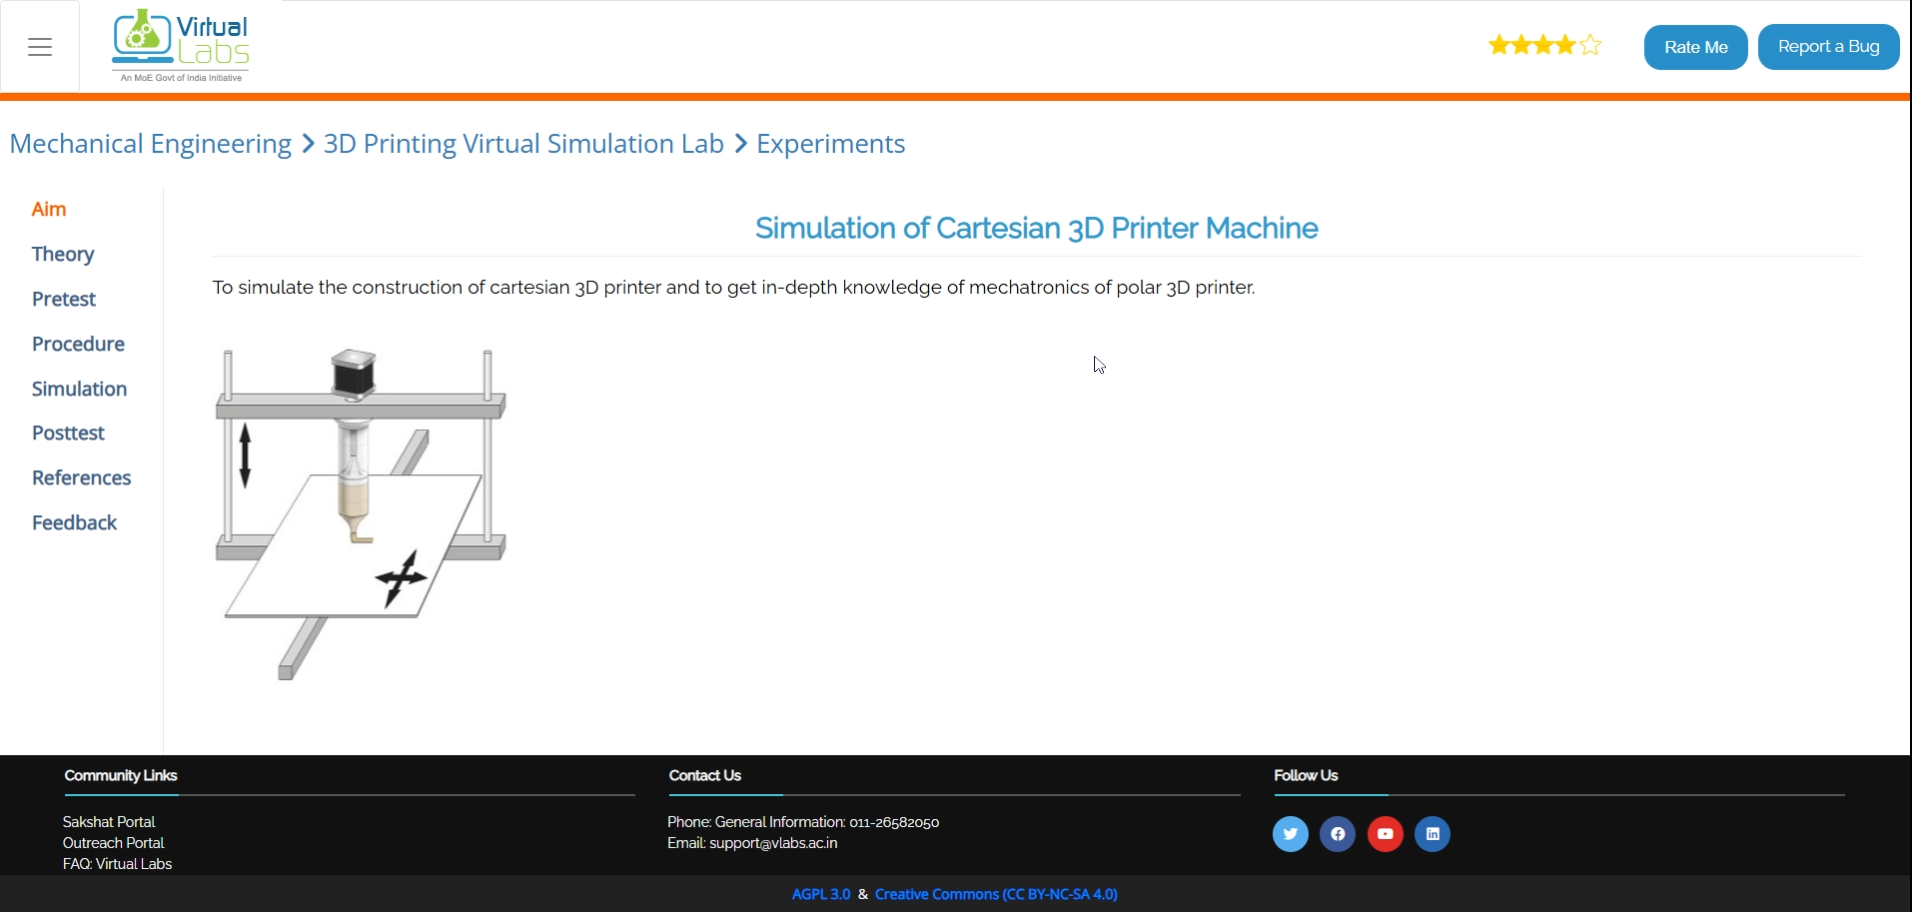 Virtual
Labs
An MoE Govt of India Initiative
Rate Me
Report a Bug
Mechanical Engineering > 3D Printing Virtual Simulation Lab > Experiments
Aim
Theory
Pretest
Procedure
Simulation
Posttest
References
Feedback
Simulation of Cartesian 3D Printer Machine
To simulate the construction of cartesian 3D printer and to get in-depth knowledge of mechatronics of polar 3D printer.
Community Links
Sakshat Portal
Outreach Portal
FAQ: Virtual Labs
Contact Us
Phone: General Information: 011-26582050
Email: support@vlabs.ac.in
Follow Us
AGPL 3.0 & Creative Commons (CC BY-NC-SA 4.0)